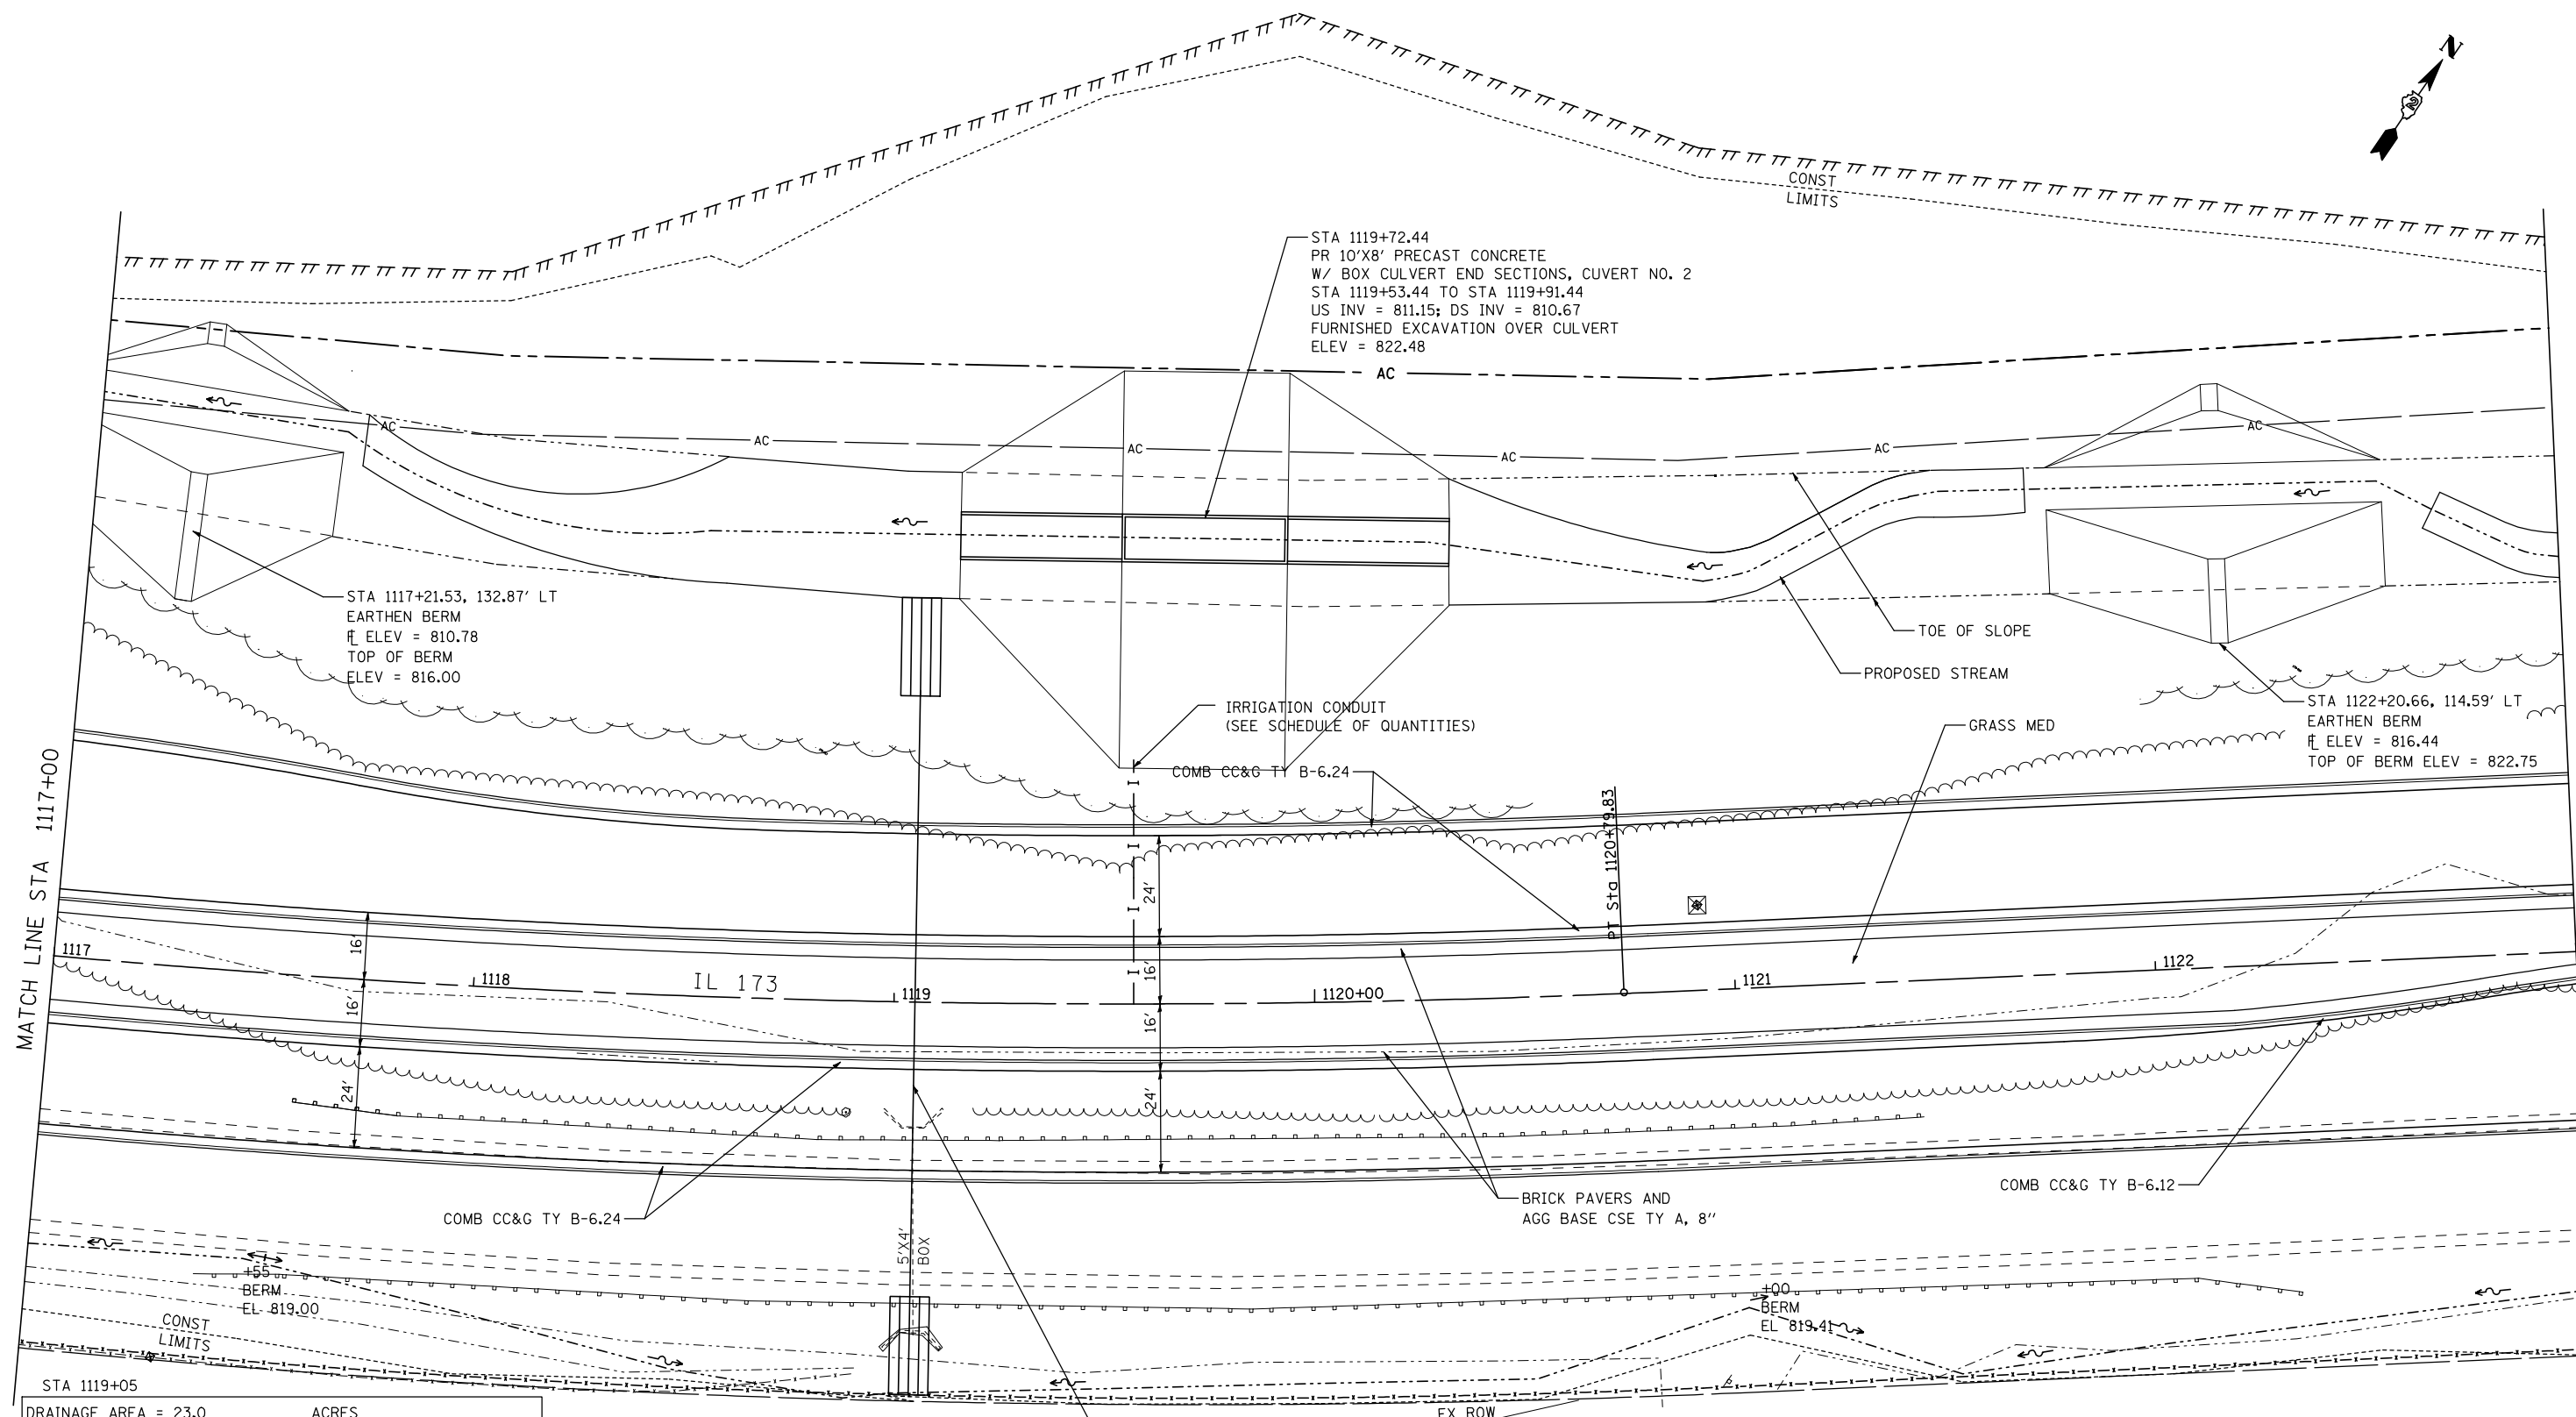 N
2
CONST
LIMITS
STA 1119+72.44
PR 10'X8' PRECAST CONCRETE
W/ BOX CULVERT END SECTIONS, CUVERT NO. 2
STA 1119+53.44 TO STA 1119+91.44
US INV = 811.15; DS INV = 810.67
FURNISHED EXCAVATION OVER CULVERT
ELEV = 822.48
AC
AC
AC
AC
AC
AC
AC
STA 1117+21.53, 132.87' LT
EARTHEN BERM
FL ELEV = 810.78
TOP OF BERM
ELEV = 816.00
TOE OF SLOPE
PROPOSED STREAM
IRRIGATION CONDUIT
(SEE SCHEDULE OF QUANTITIES)
GRASS MED
STA 1122+20.66, 114.59' LT
EARTHEN BERM
FL ELEV = 816.44
TOP OF BERM ELEV = 822.75
COMB CC&G TY B-6.24
MATCH LINE STA 1117+00
PT Sta 1120+79.83
I
I
I
I
I
I
24'
16'
16'
24'
16'
16'
24'
1117
1118
IL 173
1119
1120+00
1121
1122
COMB CC&G TY B-6.24
BRICK PAVERS AND
AGG BASE CSE TY A, 8"
COMB CC&G TY B-6.12
5'X4'
BOX
+55
BERM
EL 819.00
+00
BERM
EL 819.41
CONST
LIMITS
STA 1119+05
DRAINAGE AREA = 23.0 ACRES
EX ROW